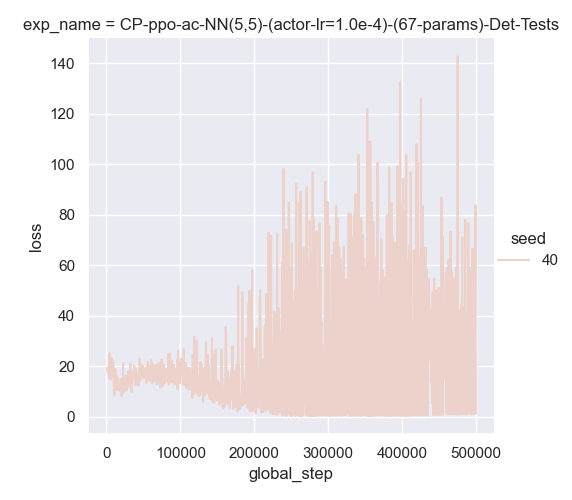 exp_name = CP-ppo-ac-NN(5,5)-(actor-lr=1.0e-4)-(67-params)-Det-Tests
140
120
100
80
60
40
20
0
loss
0 100000 200000 300000 400000 500000
global_step
seed
40